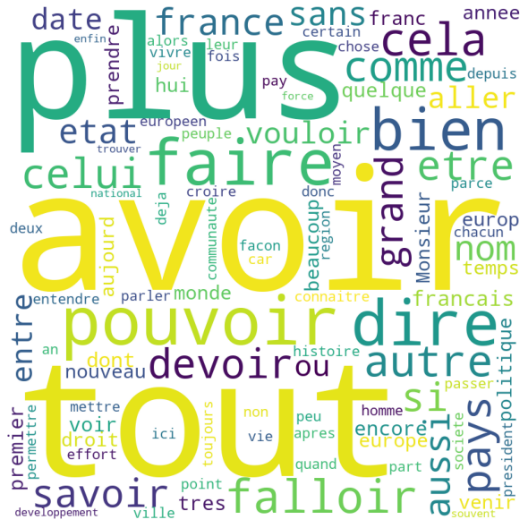 plus
date
france
sans
franc
annee
enfin
alors
leur
certain
chose
cela
prendre
vivre
fois
comme
depuis
hui
pay
quelque
jour
force
aller
etat
europeen
peuple
vouloir
bien
trouver
celui
faire
moyen
etre
national
croire
donc
parce
grand
deux
deja
communaute
facon
car
beaucoup
region
Monsieur
europ
chacun
nom
temps
aujourd
avoir
entre
entendre
parler
monde
connaitre
francais
an
dont
pouvoir
dire
politique
nouveau
devoir
ou
histoire
autre
passer
premier
permettre
mettre
voir
droit
ici
vie
toujours
non
peu
apres
homme
encore
europe
si
aussi
societe
president
pays
tout
effort
quand
part
savoir
point
tres
falloir
venir
developpement
ville
souvent